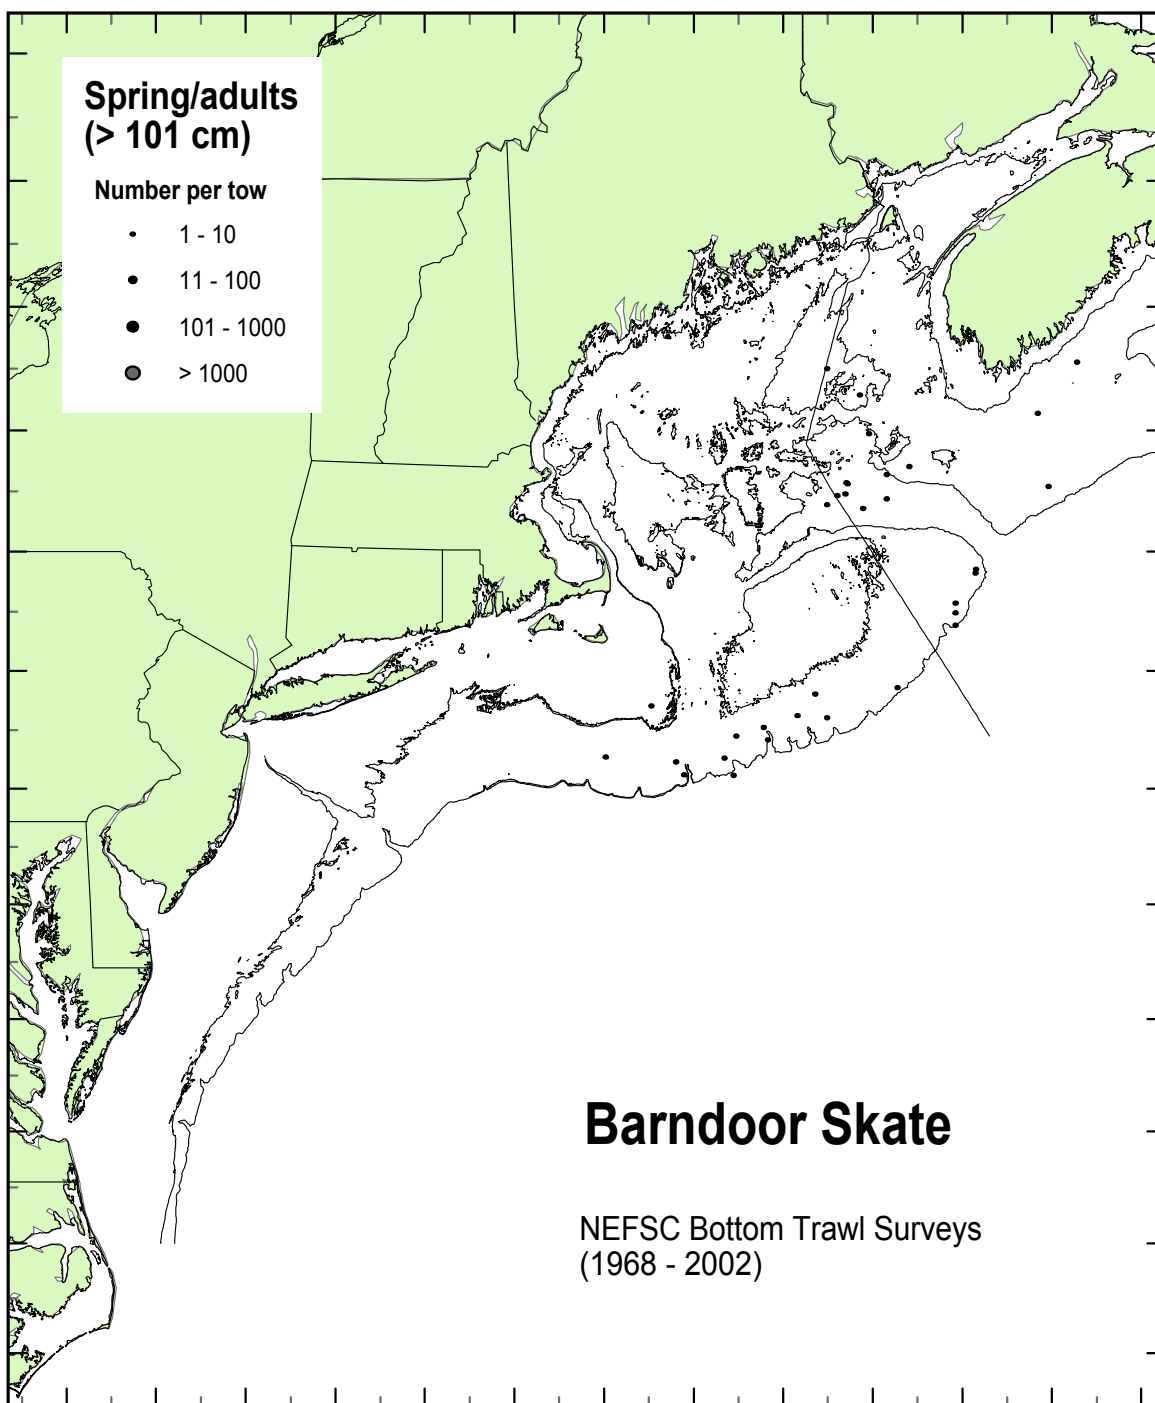 Spring/adults
(> 101 cm)
Number per tow
1 - 10
11 - 100
101 - 1000
> 1000
Barndoor Skate
NEFSC Bottom Trawl Surveys
(1968 - 2002)